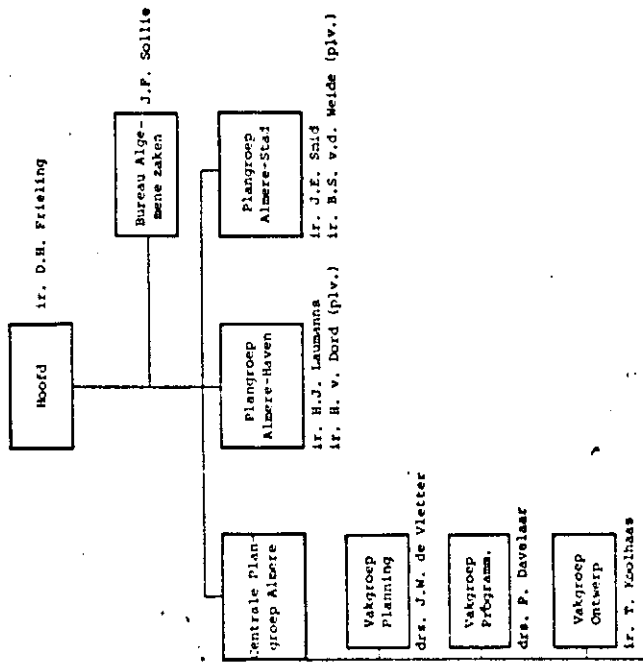 Hoofd
ir. D.H. Frieling
Bureau Alge-
mene zaken
J.F. Sollie
Centrale Plan-
groep Almere
Plangroep
Almere-Haven
ir. H.J. Laumanns
ir. H. v. Dord (plv.)
Plangroep
Almere-Stad
ir. J.E. Smid
ir. B.S. v.d. Weide (plv.)
Vakgroep
Planning
drs. J.W. de Vletter
Vakgroep
Programm.
drs. P. Davelaar
Vakgroep
Ontwerp
ir. T. Koolhaas